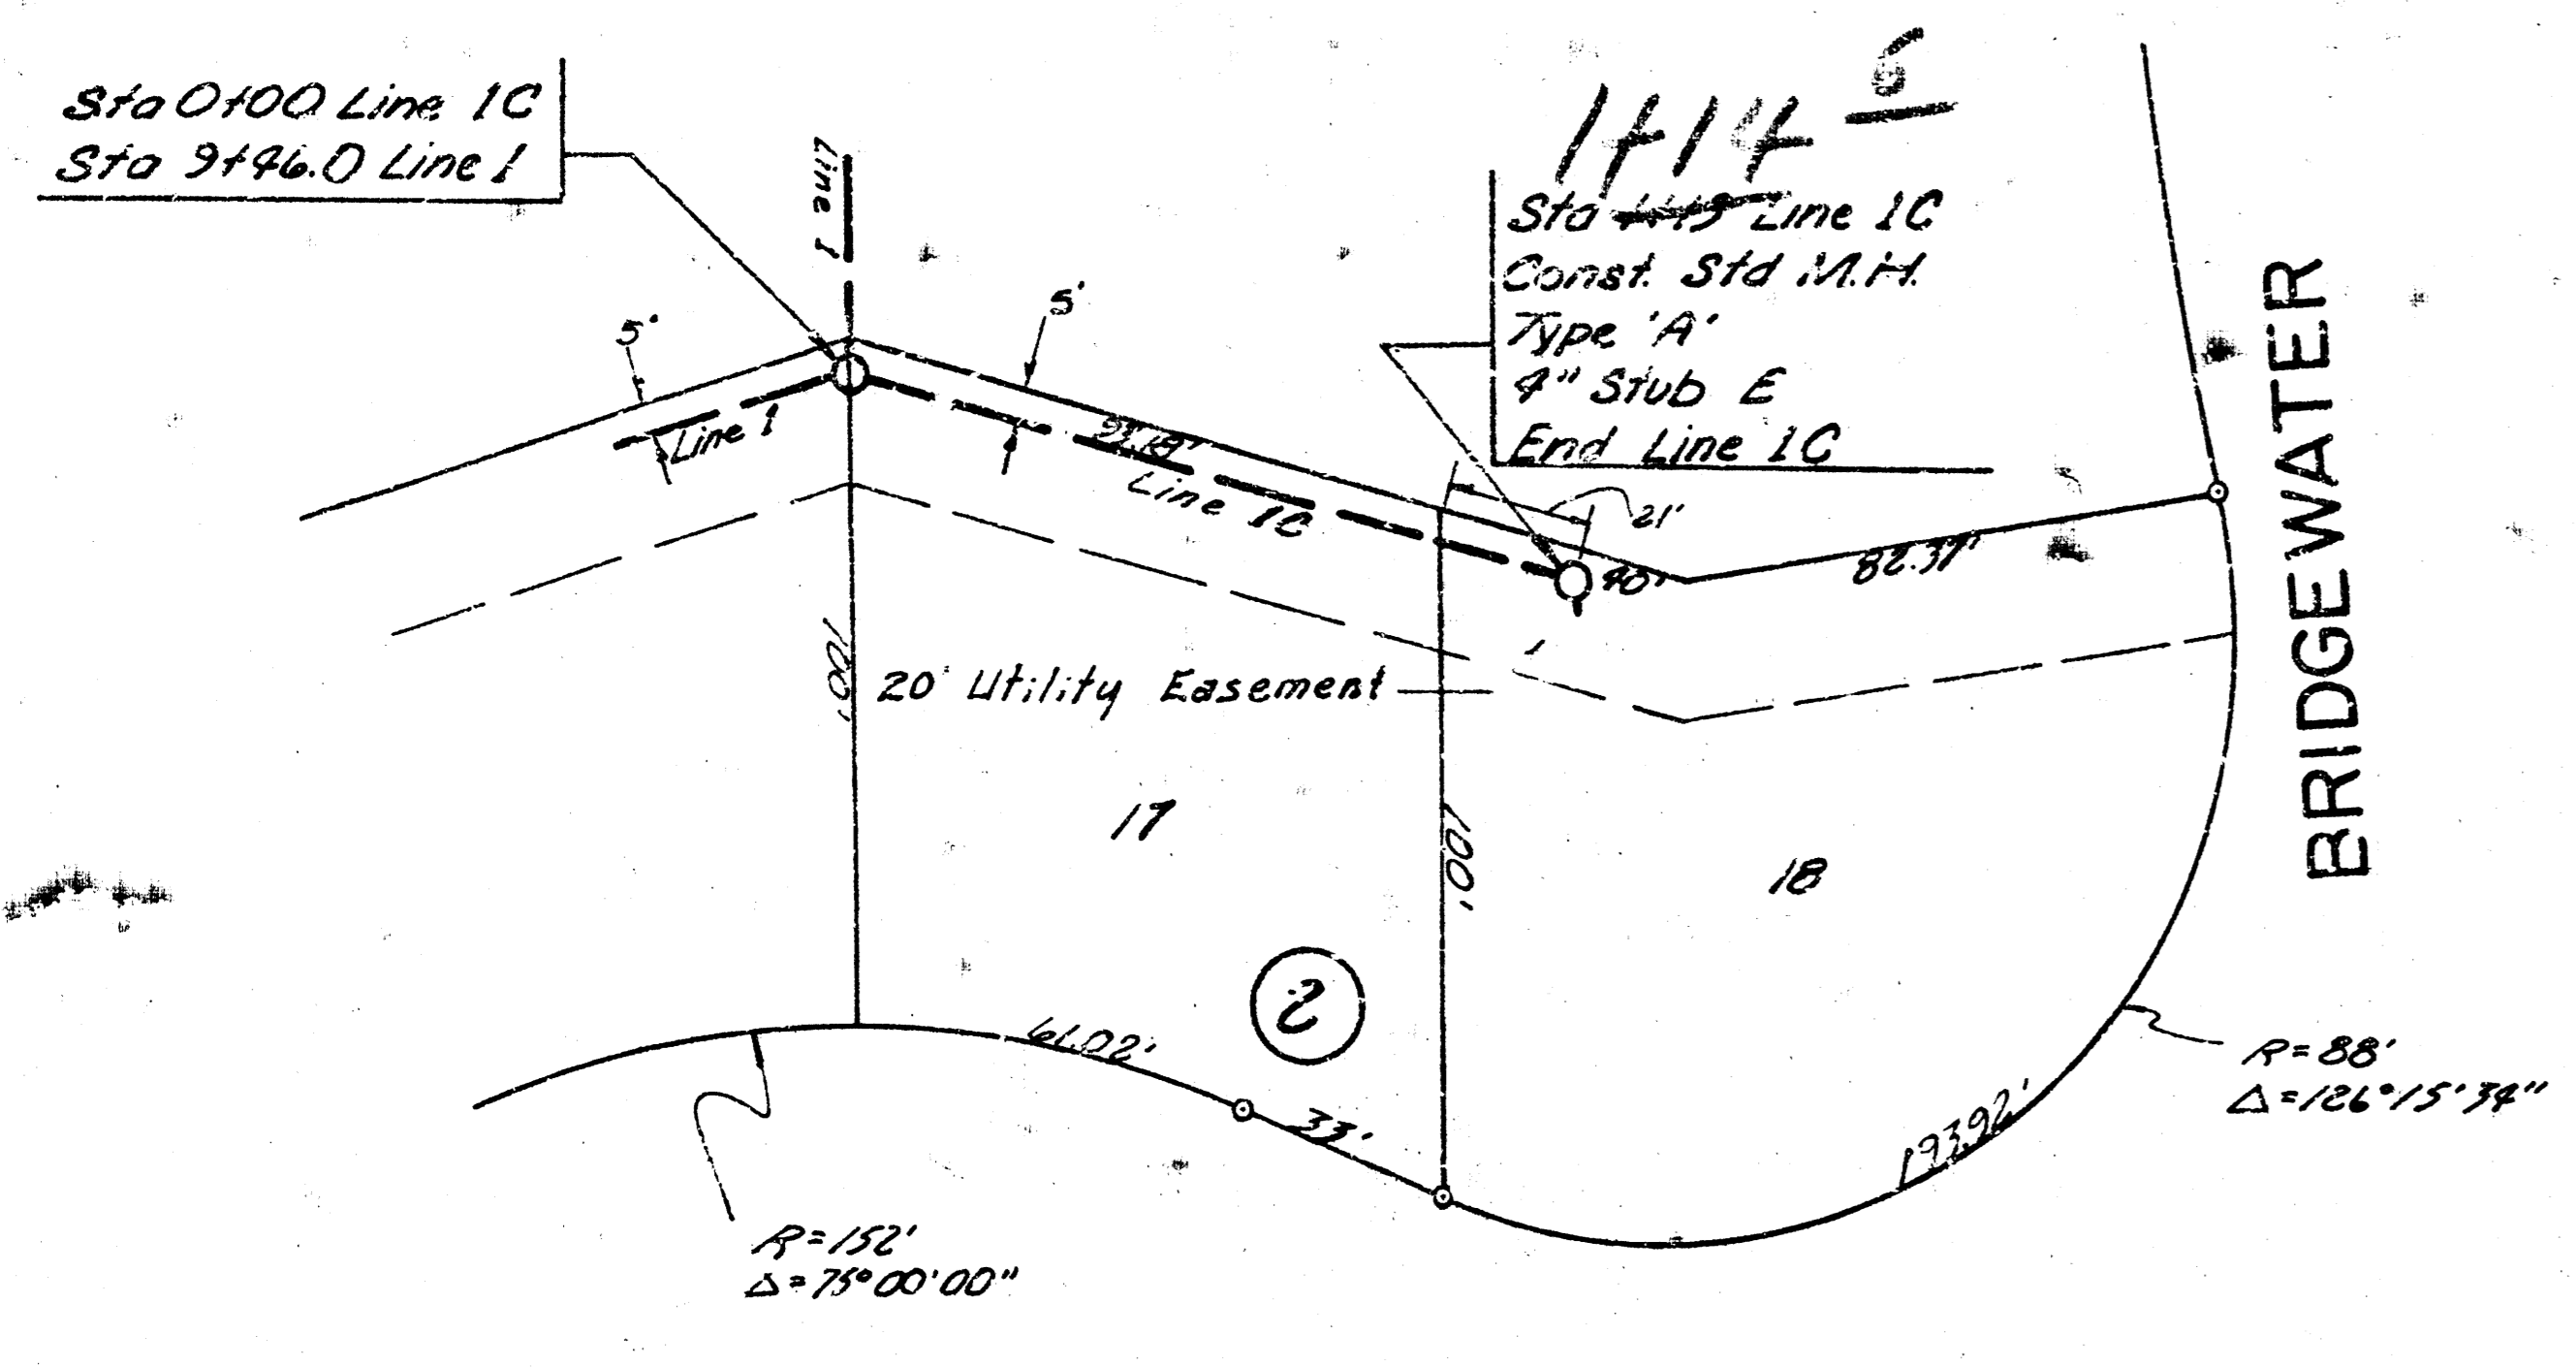 Sta 0+00 Line 1C
Sta 9+46.0 Line 1
Line 1
1+14 6
Sta Line 1C
Const. Std M.H.
Type 'A'
4" Stub E
End Line 1C
5'
5'
Line 1
Line 1C
21'
40'
82.37'
BRIDGEWATER
100'
20' Utility Easement
17
100'
18
2
61.02'
33'
193.92'
R=88'
Δ=126°15'34"
R=152'
Δ=75°00'00"